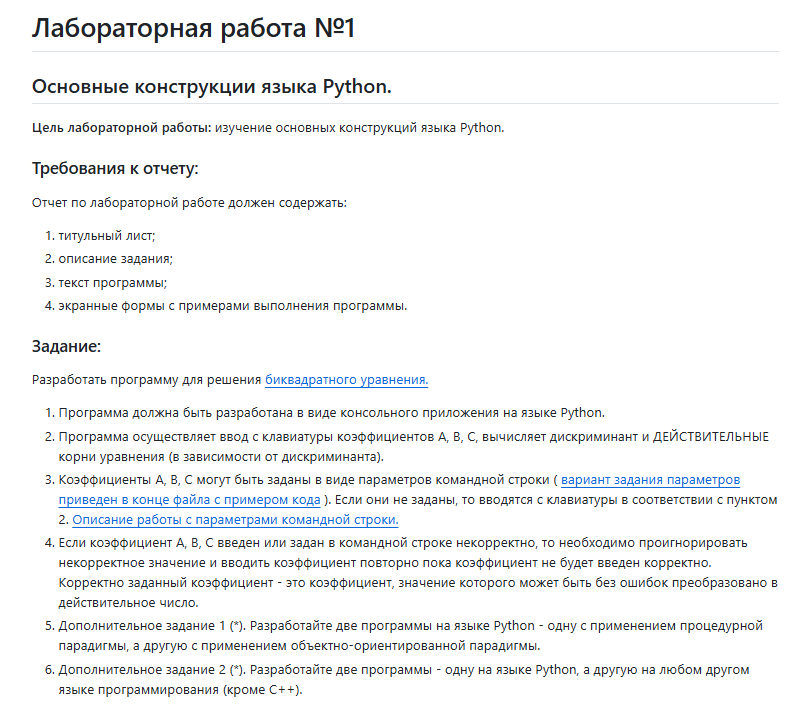 Лабораторная работа №1
Основные конструкции языка Python.
Цель лабораторной работы: изучение основных конструкций языка Python.
Требования к отчету:
Отчет по лабораторной работе должен содержать:
1. титульный лист;
2. описание задания;
3. текст программы;
4. экранные формы с примерами выполнения программы.
Задание:
Разработать программу для решения биквадратного уравнения.
1. Программа должна быть разработана в виде консольного приложения на языке Python.
2. Программа осуществляет ввод с клавиатуры коэффициентов А, В, С, вычисляет дискриминант и ДЕЙСТВИТЕЛЬНЫЕ
корни уравнения (в зависимости от дискриминанта).
3. Коэффициенты А, В, С могут быть заданы в виде параметров командной строки ( вариант задания параметров
приведен в конце файла с примером кода ). Если они не заданы, то вводятся с клавиатуры в соответствии с пунктом
2. Описание работы с параметрами командной строки.
4. Если коэффициент А, В, С введен или задан в командной строке некорректно, то необходимо проигнорировать
некорректное значение и вводить коэффициент повторно пока коэффициент не будет введен корректно.
Корректно заданный коэффициент - это коэффициент, значение которого может быть без ошибок преобразовано в
действительное число.
5. Дополнительное задание 1 (*). Разработайте две программы на языке Python - одну с применением процедурной
парадигмы, а другую с применением объектно-ориентированной парадигмы.
6. Дополнительное задание 2 (*). Разработайте две программы - одну на языке Python, а другую на любом другом
языке программирования (кроме С++).